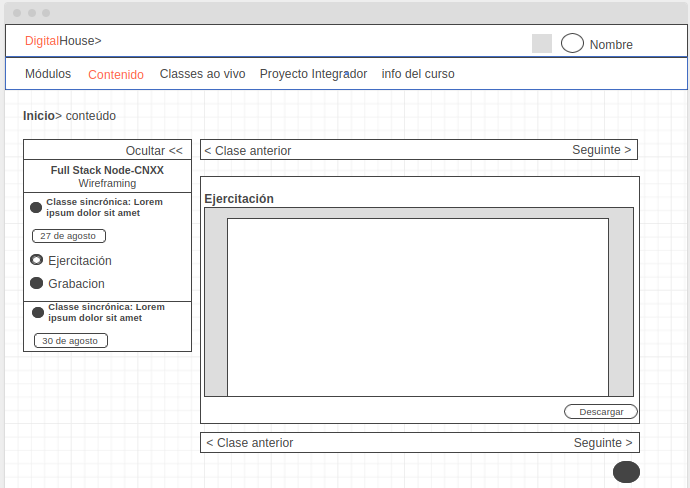 DigitalHouse>
Nombre
Módulos Contenido Classes ao vivo Proyecto Integrador info del curso
Inicio> conteúdo
Ocultar <<
Full Stack Node-CNXX
Wireframing
Classe sincrónica: Lorem
ipsum dolor sit amet
27 de agosto
Ejercitación
Grabacion
Classe sincrónica: Lorem
ipsum dolor sit amet
30 de agosto
< Clase anterior Seguinte >
Ejercitación
Descargar
< Clase anterior Seguinte >